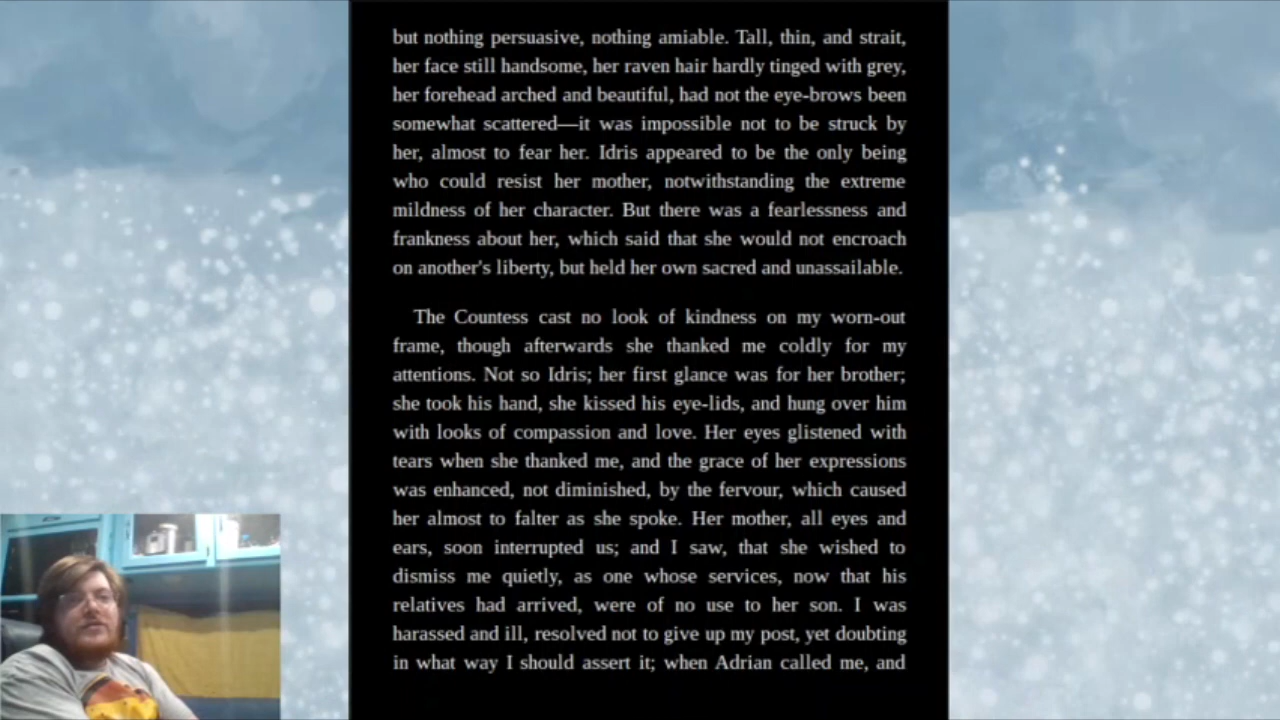 but nothing persuasive, nothing amiable. Tall, thin, and strait,
her face still handsome, her raven hair hardly tinged with grey,
her forehead arched and beautiful, had not the eye-brows been
somewhat scattered—it was impossible not to be struck by
her, almost to fear her. Idris appeared to be the only being
who could resist her mother, notwithstanding the extreme
mildness of her character. But there was a fearlessness and
frankness about her, which said that she would not encroach
on another's liberty, but held her own sacred and unassailable.
The Countess cast no look of kindness on my worn-out
frame, though afterwards she thanked me coldly for my
attentions. Not so Idris; her first glance was for her brother;
she took his hand, she kissed his eye-lids, and hung over him
with looks of compassion and love. Her eyes glistened with
tears when she thanked me, and the grace of her expressions
was enhanced, not diminished, by the fervour, which caused
her almost to falter as she spoke. Her mother, all eyes and
ears, soon interrupted us; and I saw, that she wished to
dismiss me quietly, as one whose services, now that his
relatives had arrived, were of no use to her son. I was
harassed and ill, resolved not to give up my post, yet doubting
in what way I should assert it; when Adrian called me, and